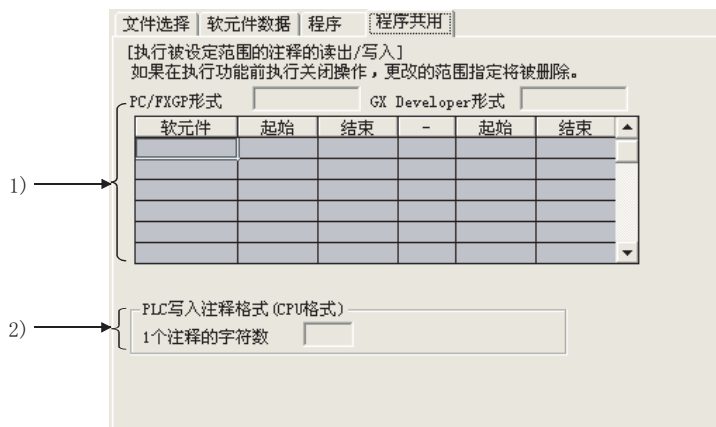 文件选择 软元件数据 程序 程序共用
[执行被设定范围的注释的读出/写入]
如果在执行功能前执行关闭操作，更改的范围指定将被删除。
PC/FXGP形式 GX Developer形式
软元件 起始 结束 - 起始 结束
1)
PLC写入注释格式(CPU格式)
2)
1个注释的字符数